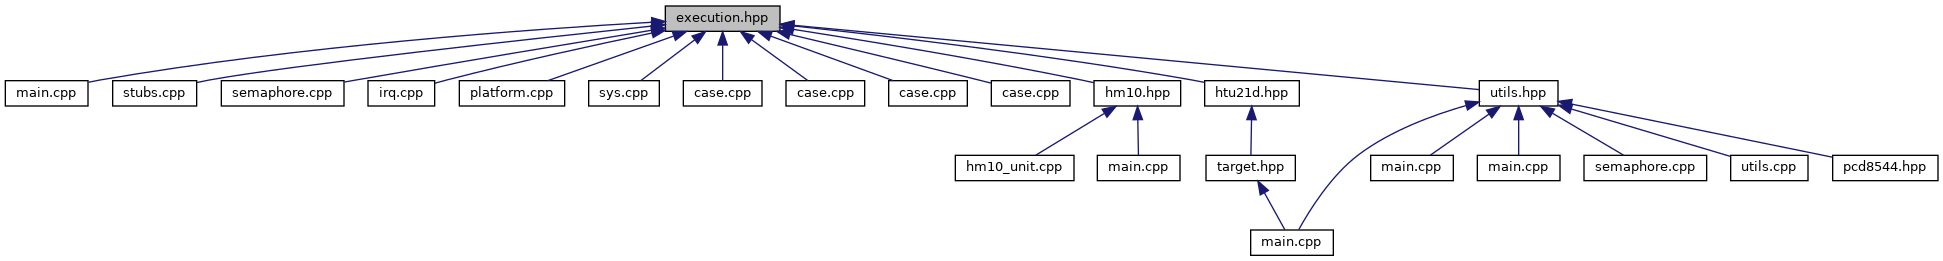 execution.hpp
main.cpp
stubs.cpp
semaphore.cpp
irq.cpp
platform.cpp
sys.cpp
case.cpp
case.cpp
case.cpp
case.cpp
hm10.hpp
htu21d.hpp
utils.hpp
hm10_unit.cpp
main.cpp
target.hpp
main.cpp
main.cpp
semaphore.cpp
utils.cpp
pcd8544.hpp
main.cpp